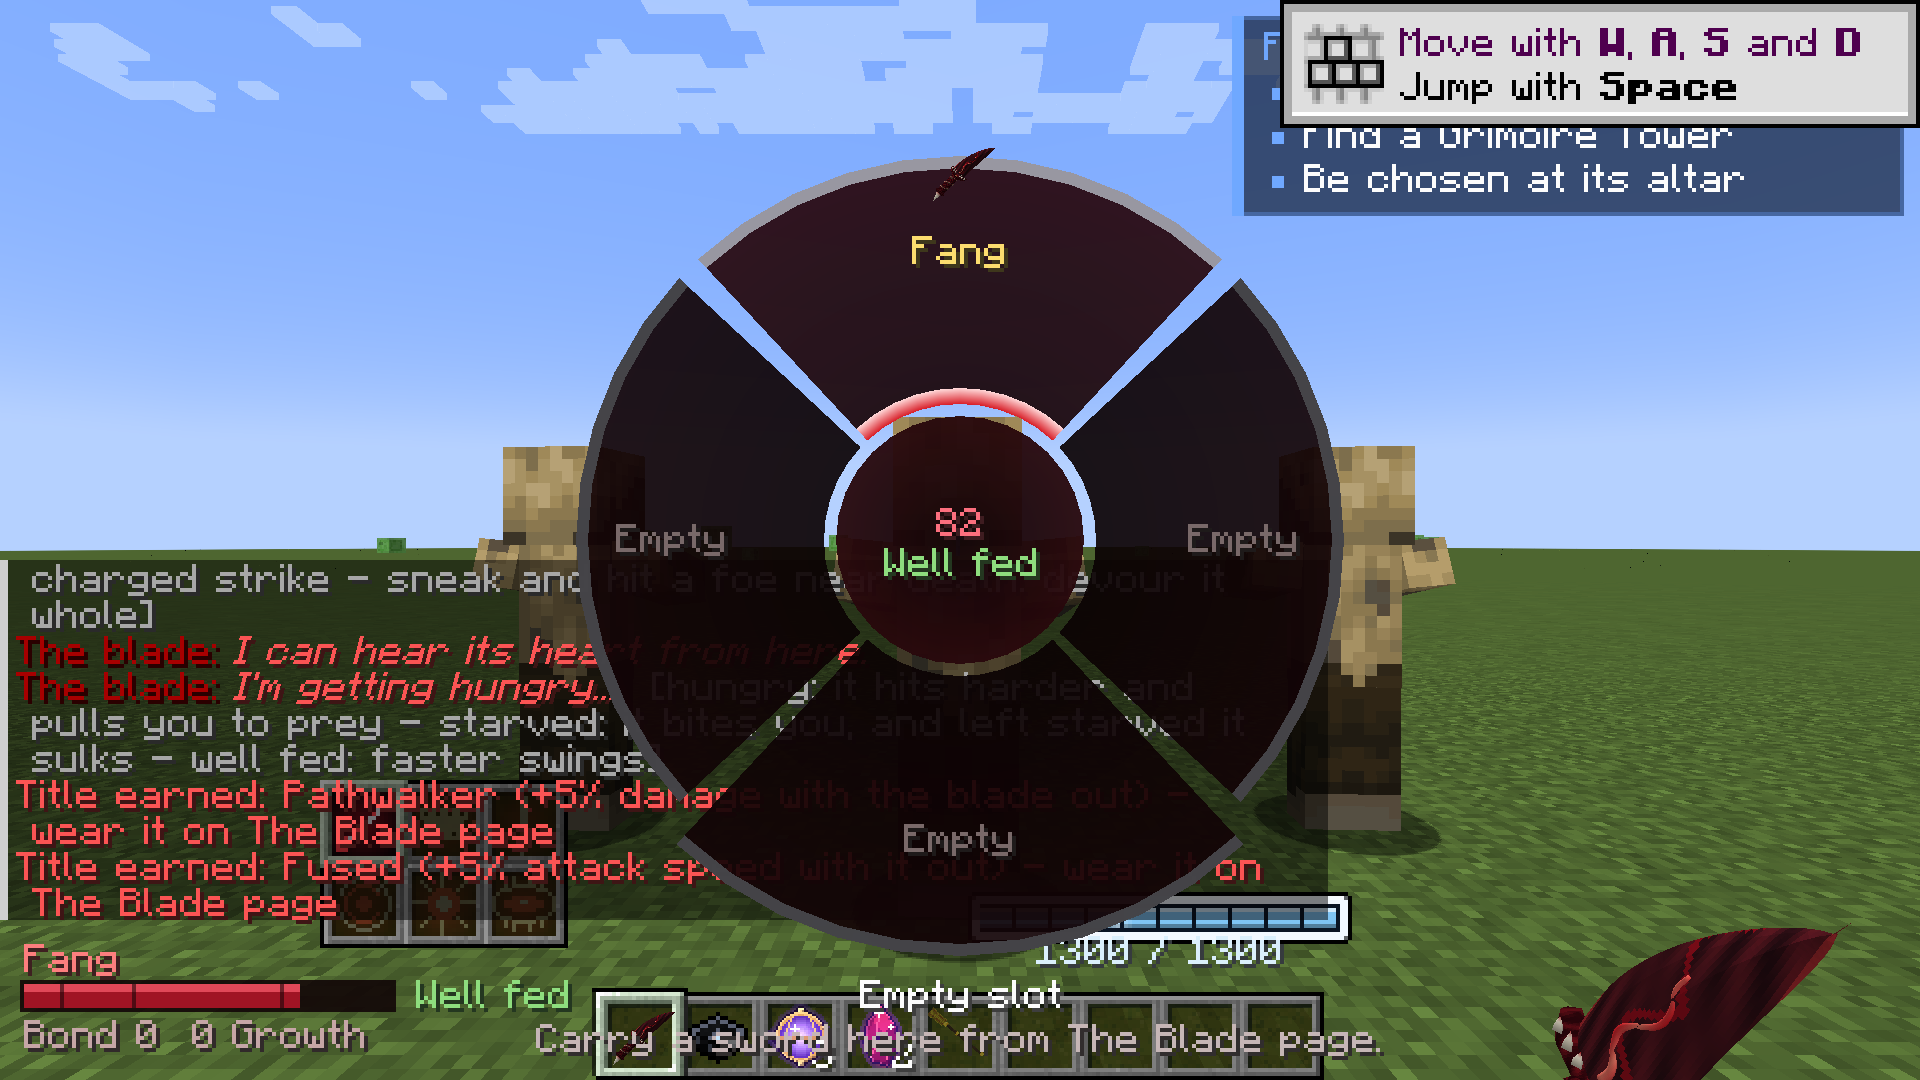 Move with W, A, S and D
Jump with Space
F
Find a Grimoire Tower
Be chosen at its altar
Fang
Empty
Empty
82
Well fed
Empty
charged strike - sneak and hit a foe near death: devour it
whole]
The blade: I can hear its heart from here.
The blade: I'm getting hungry... [hungry: it hits harder and
pulls you to prey - starved: it bites you, and left starved it
sulks - well fed: faster swings]
Title earned: Pathwalker (+5% damage with the blade out) -
wear it on The Blade page
Title earned: Fused (+5% attack speed with it out) - wear it on
The Blade page
1300 / 1300
Fang
Well fed
Bond 0 0 Growth
Empty slot
Carry a sword here from The Blade page.